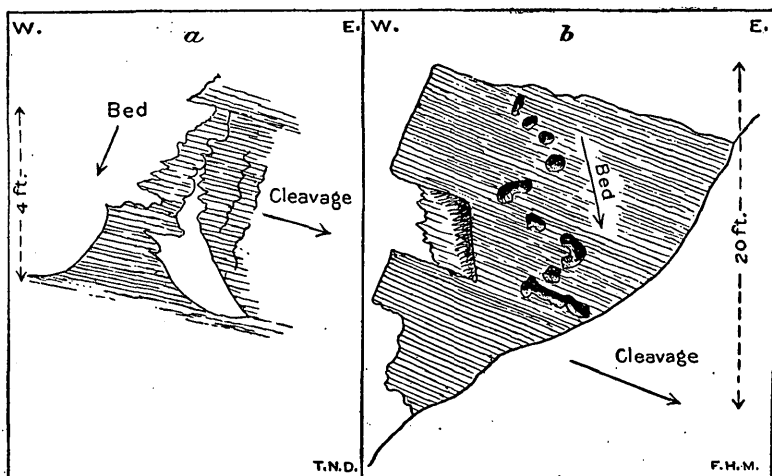 W. a E.
Bed
4 ft.
Cleavage
T.N.D.
W. b E.
Bed
20 ft.
Cleavage
F.H.M.